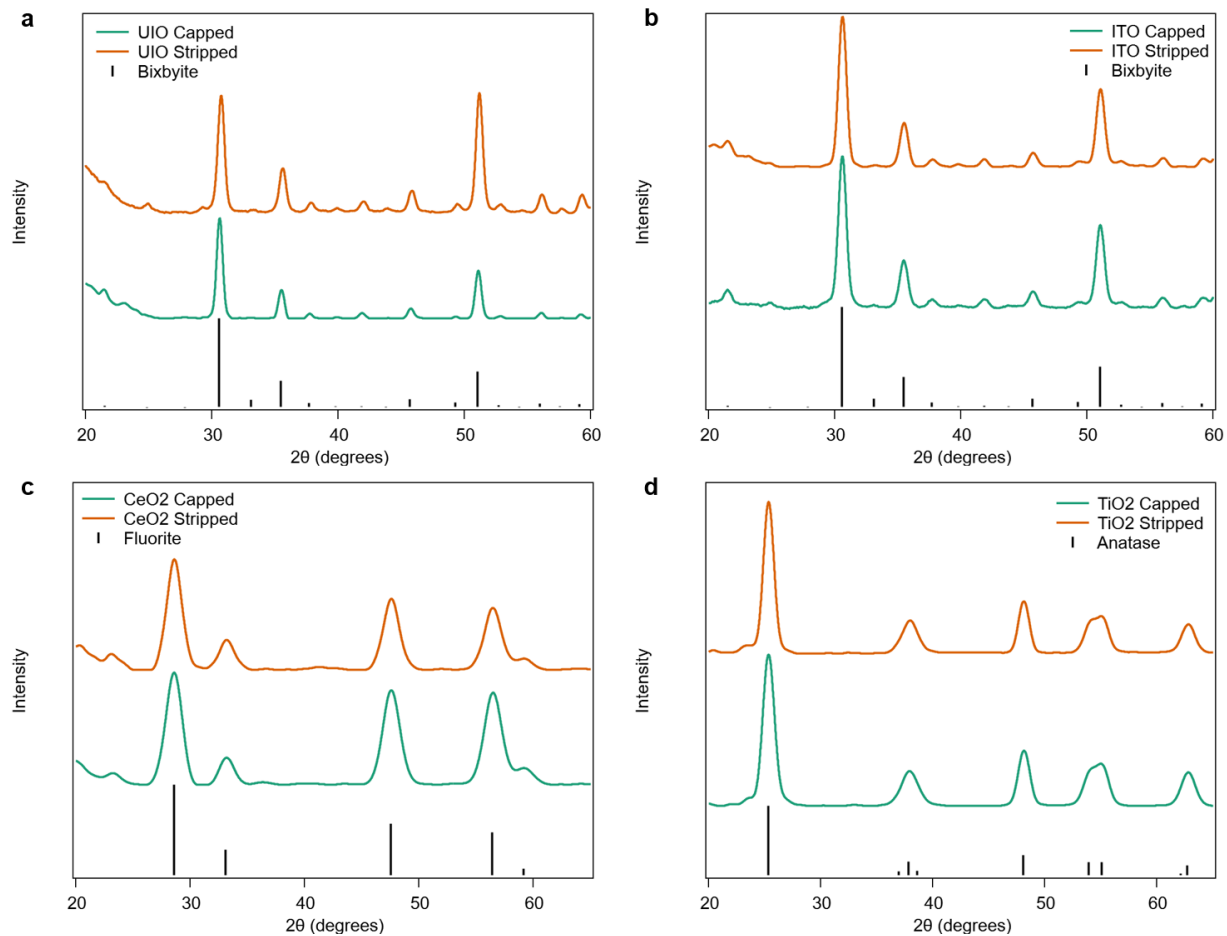 a
UIO Capped
UIO Stripped
Bixbyite
Intensity
20 30 40 50 60
2θ (degrees)
b
ITO Capped
ITO Stripped
Bixbyite
Intensity
20 30 40 50 60
2θ (degrees)
c
CeO2 Capped
CeO2 Stripped
Fluorite
Intensity
20 30 40 50 60
2θ (degrees)
d
TiO2 Capped
TiO2 Stripped
Anatase
Intensity
20 30 40 50 60
2θ (degrees)